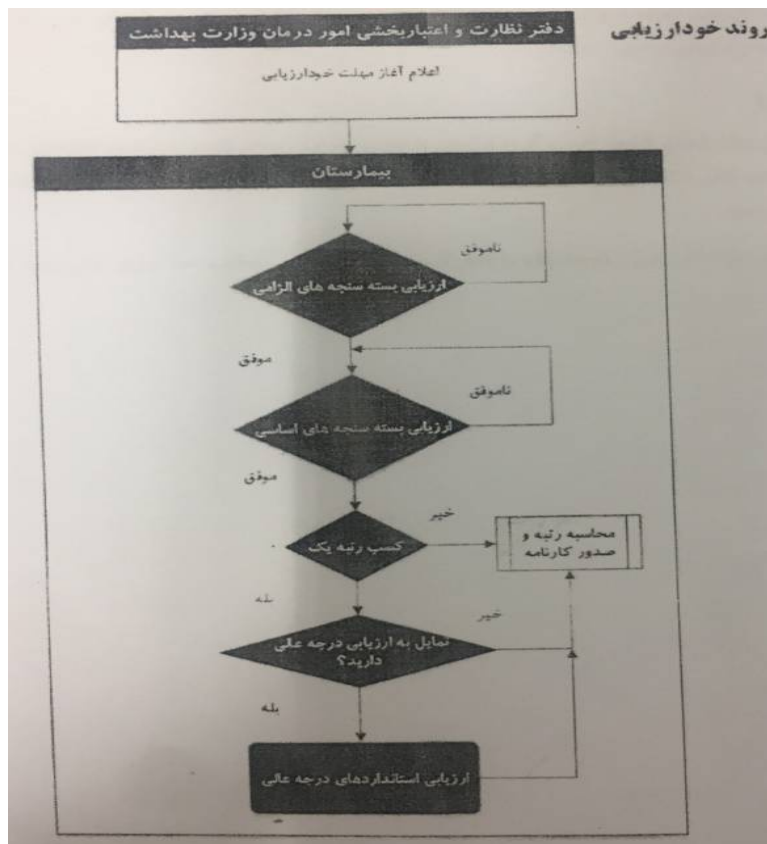 روند خودارزیابی
دفتر نظارت و اعتباربخشی امور درمان وزارت بهداشت
اعلام آغاز مهلت خودارزیابی
بیمارستان
ناموفق
ارزیابی بسته سنجه های الزامی
موفق
ناموفق
ارزیابی بسته سنجه های اساسی
موفق
خیر
کسب رتبه یک
محاسبه رتبه و
صدور کارنامه
بله
خیر
تمایل به ارزیابی درجه عالی
دارید؟
بله
ارزیابی استانداردهای درجه عالی